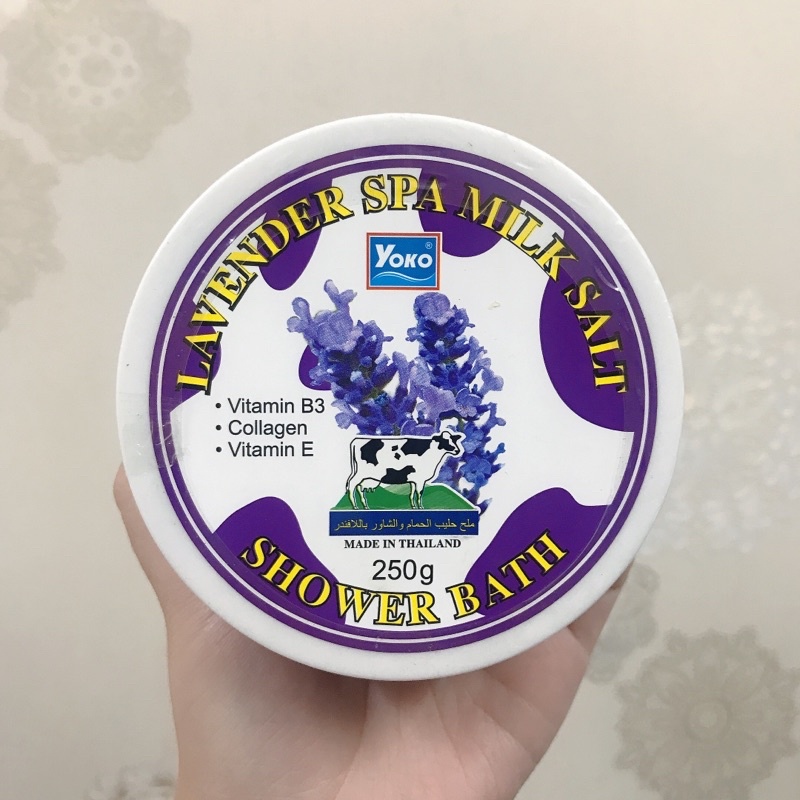 LAVENDER SPA MILK SALT
YOKO®
• Vitamin B3
• Collagen
• Vitamin E
ملح حليب الحمام والشاور باللافندر
MADE IN THAILAND
250g
SHOWER BATH